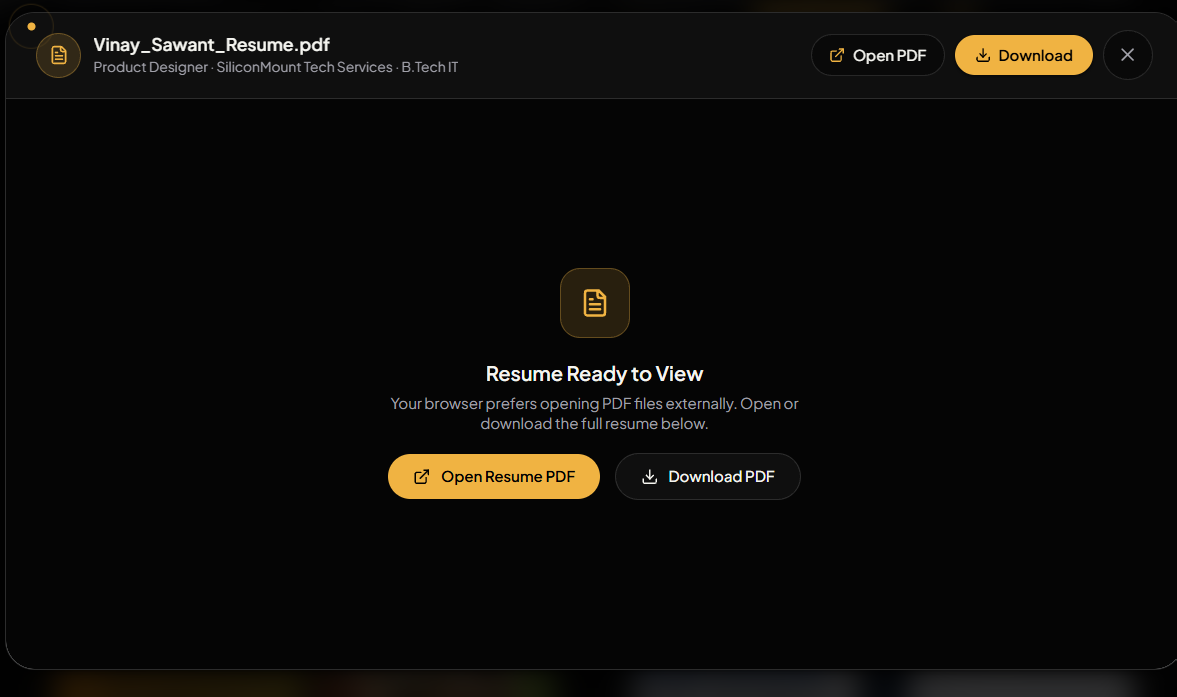 Vinay_Sawant_Resume.pdf
Product Designer · SiliconMount Tech Services · B.Tech IT
Open PDF
Download
Resume Ready to View
Your browser prefers opening PDF files externally. Open or
download the full resume below.
Open Resume PDF
Download PDF